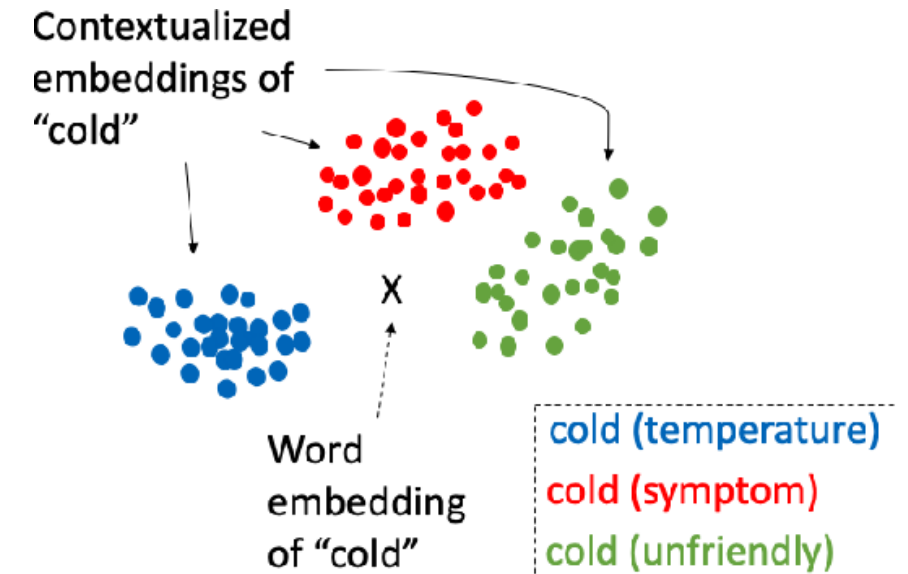 Contextualized
embeddings of
“cold”
X
Word
embedding
of “cold”
cold (temperature)
cold (symptom)
cold (unfriendly)